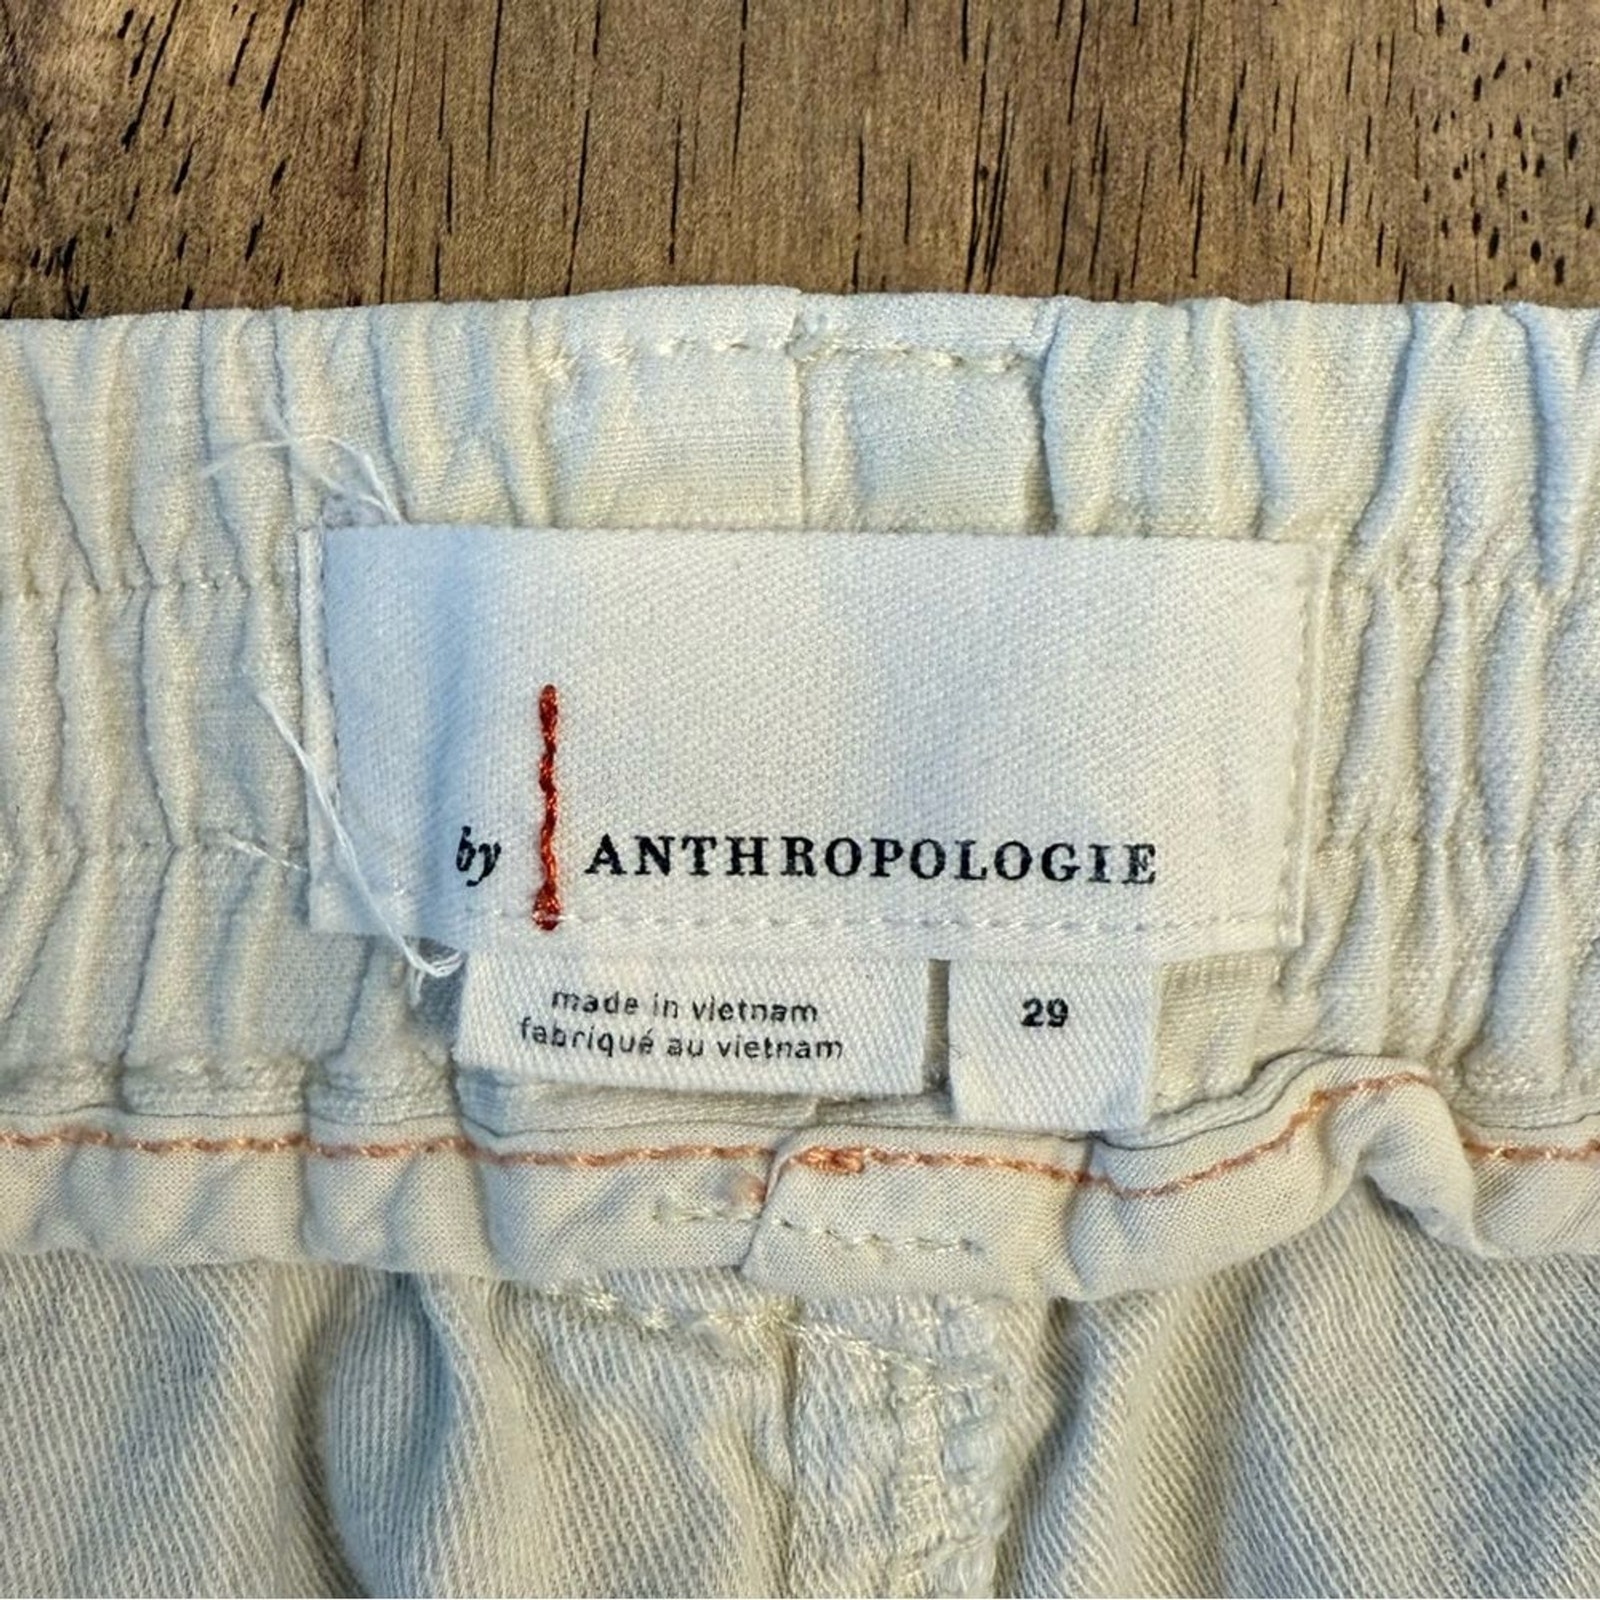 by ANTHROPOLOGIE
made in vietnam
fabriqué au vietnam
29